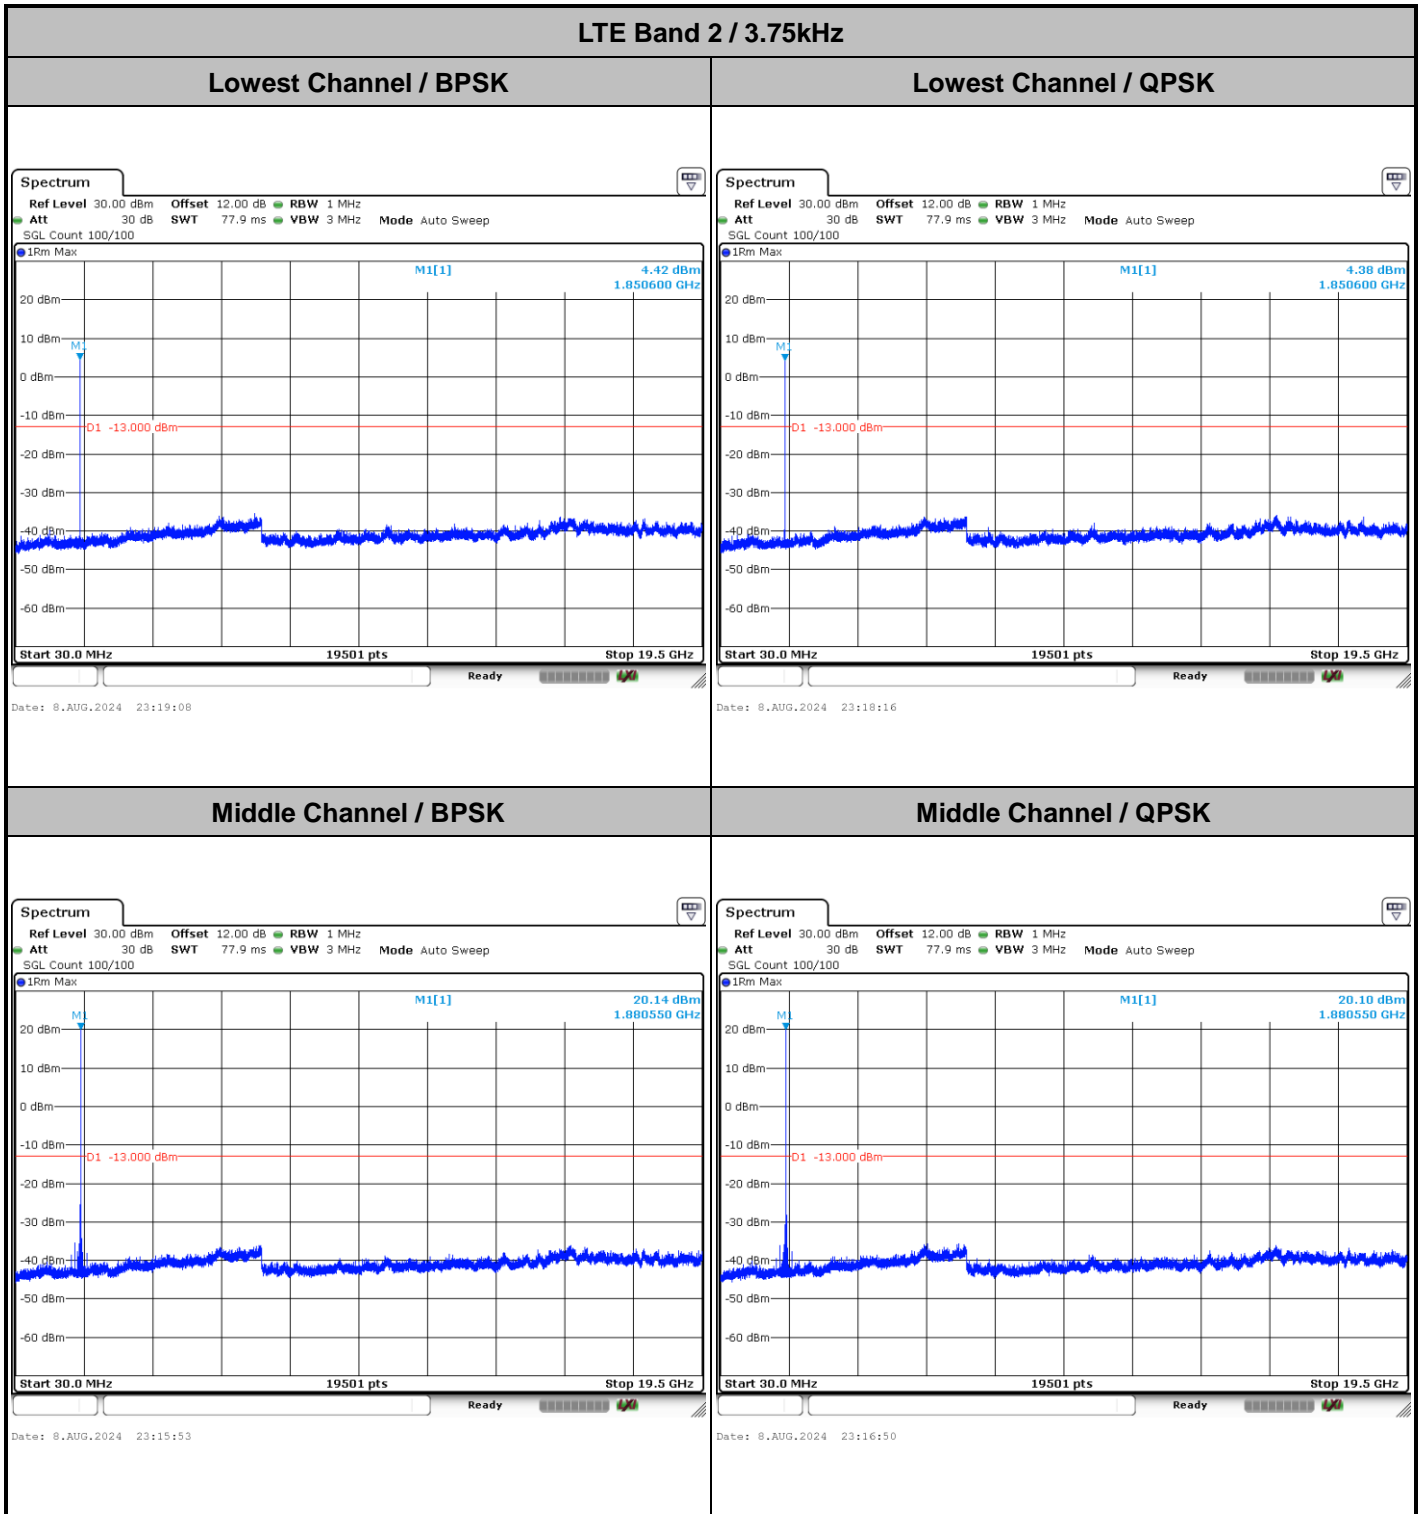 LTE Band 2 / 3.75kHz
Lowest Channel / BPSK
Lowest Channel / QPSK
Spectrum
Ref Level 30.00 dBm Offset 12.00 dB RBW 1 MHz
Att 30 dB SWT 77.9 ms VBW 3 MHz Mode Auto Sweep
SGL Count 100/100
1Rm Max
M1[1] 4.42 dBm
1.850600 GHz
20 dBm
10 dBm
M1
0 dBm
-10 dBm
D1 -13.000 dBm
-20 dBm
-30 dBm
-40 dBm
-50 dBm
-60 dBm
Start 30.0 MHz 19501 pts Stop 19.5 GHz
Ready LXI
Date: 8.AUG.2024 23:19:08
Spectrum
Ref Level 30.00 dBm Offset 12.00 dB RBW 1 MHz
Att 30 dB SWT 77.9 ms VBW 3 MHz Mode Auto Sweep
SGL Count 100/100
1Rm Max
M1[1] 4.38 dBm
1.850600 GHz
20 dBm
10 dBm
M1
0 dBm
-10 dBm
D1 -13.000 dBm
-20 dBm
-30 dBm
-40 dBm
-50 dBm
-60 dBm
Start 30.0 MHz 19501 pts Stop 19.5 GHz
Ready LXI
Date: 8.AUG.2024 23:18:16
Middle Channel / BPSK
Middle Channel / QPSK
Spectrum
Ref Level 30.00 dBm Offset 12.00 dB RBW 1 MHz
Att 30 dB SWT 77.9 ms VBW 3 MHz Mode Auto Sweep
SGL Count 100/100
1Rm Max
M1[1] 20.14 dBm
1.880550 GHz
M1
20 dBm
10 dBm
0 dBm
-10 dBm
D1 -13.000 dBm
-20 dBm
-30 dBm
-40 dBm
-50 dBm
-60 dBm
Start 30.0 MHz 19501 pts Stop 19.5 GHz
Ready LXI
Date: 8.AUG.2024 23:15:53
Spectrum
Ref Level 30.00 dBm Offset 12.00 dB RBW 1 MHz
Att 30 dB SWT 77.9 ms VBW 3 MHz Mode Auto Sweep
SGL Count 100/100
1Rm Max
M1[1] 20.10 dBm
1.880550 GHz
M1
20 dBm
10 dBm
0 dBm
-10 dBm
D1 -13.000 dBm
-20 dBm
-30 dBm
-40 dBm
-50 dBm
-60 dBm
Start 30.0 MHz 19501 pts Stop 19.5 GHz
Ready LXI
Date: 8.AUG.2024 23:16:50